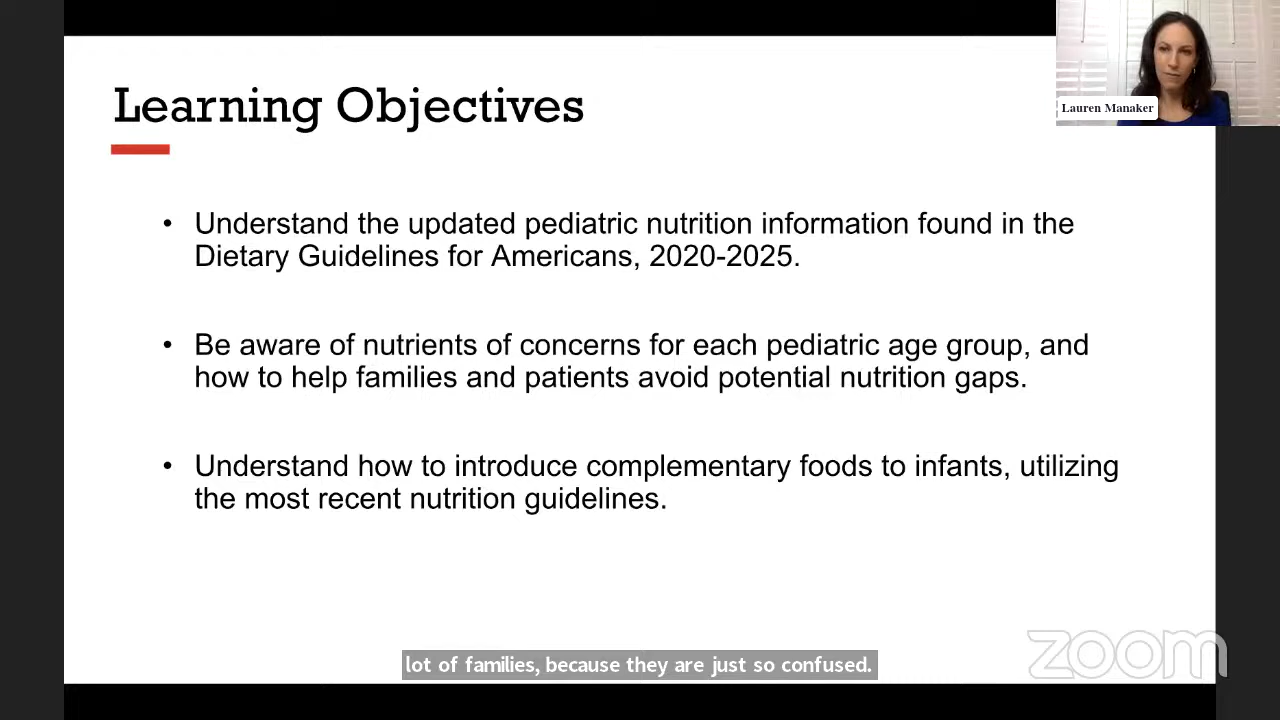 Learning Objectives
Lauren Manaker
• Understand the updated pediatric nutrition information found in the
Dietary Guidelines for Americans, 2020-2025.
• Be aware of nutrients of concerns for each pediatric age group, and
how to help families and patients avoid potential nutrition gaps.
• Understand how to introduce complementary foods to infants, utilizing
the most recent nutrition guidelines.
lot of families, because they are just so confused.
zoom